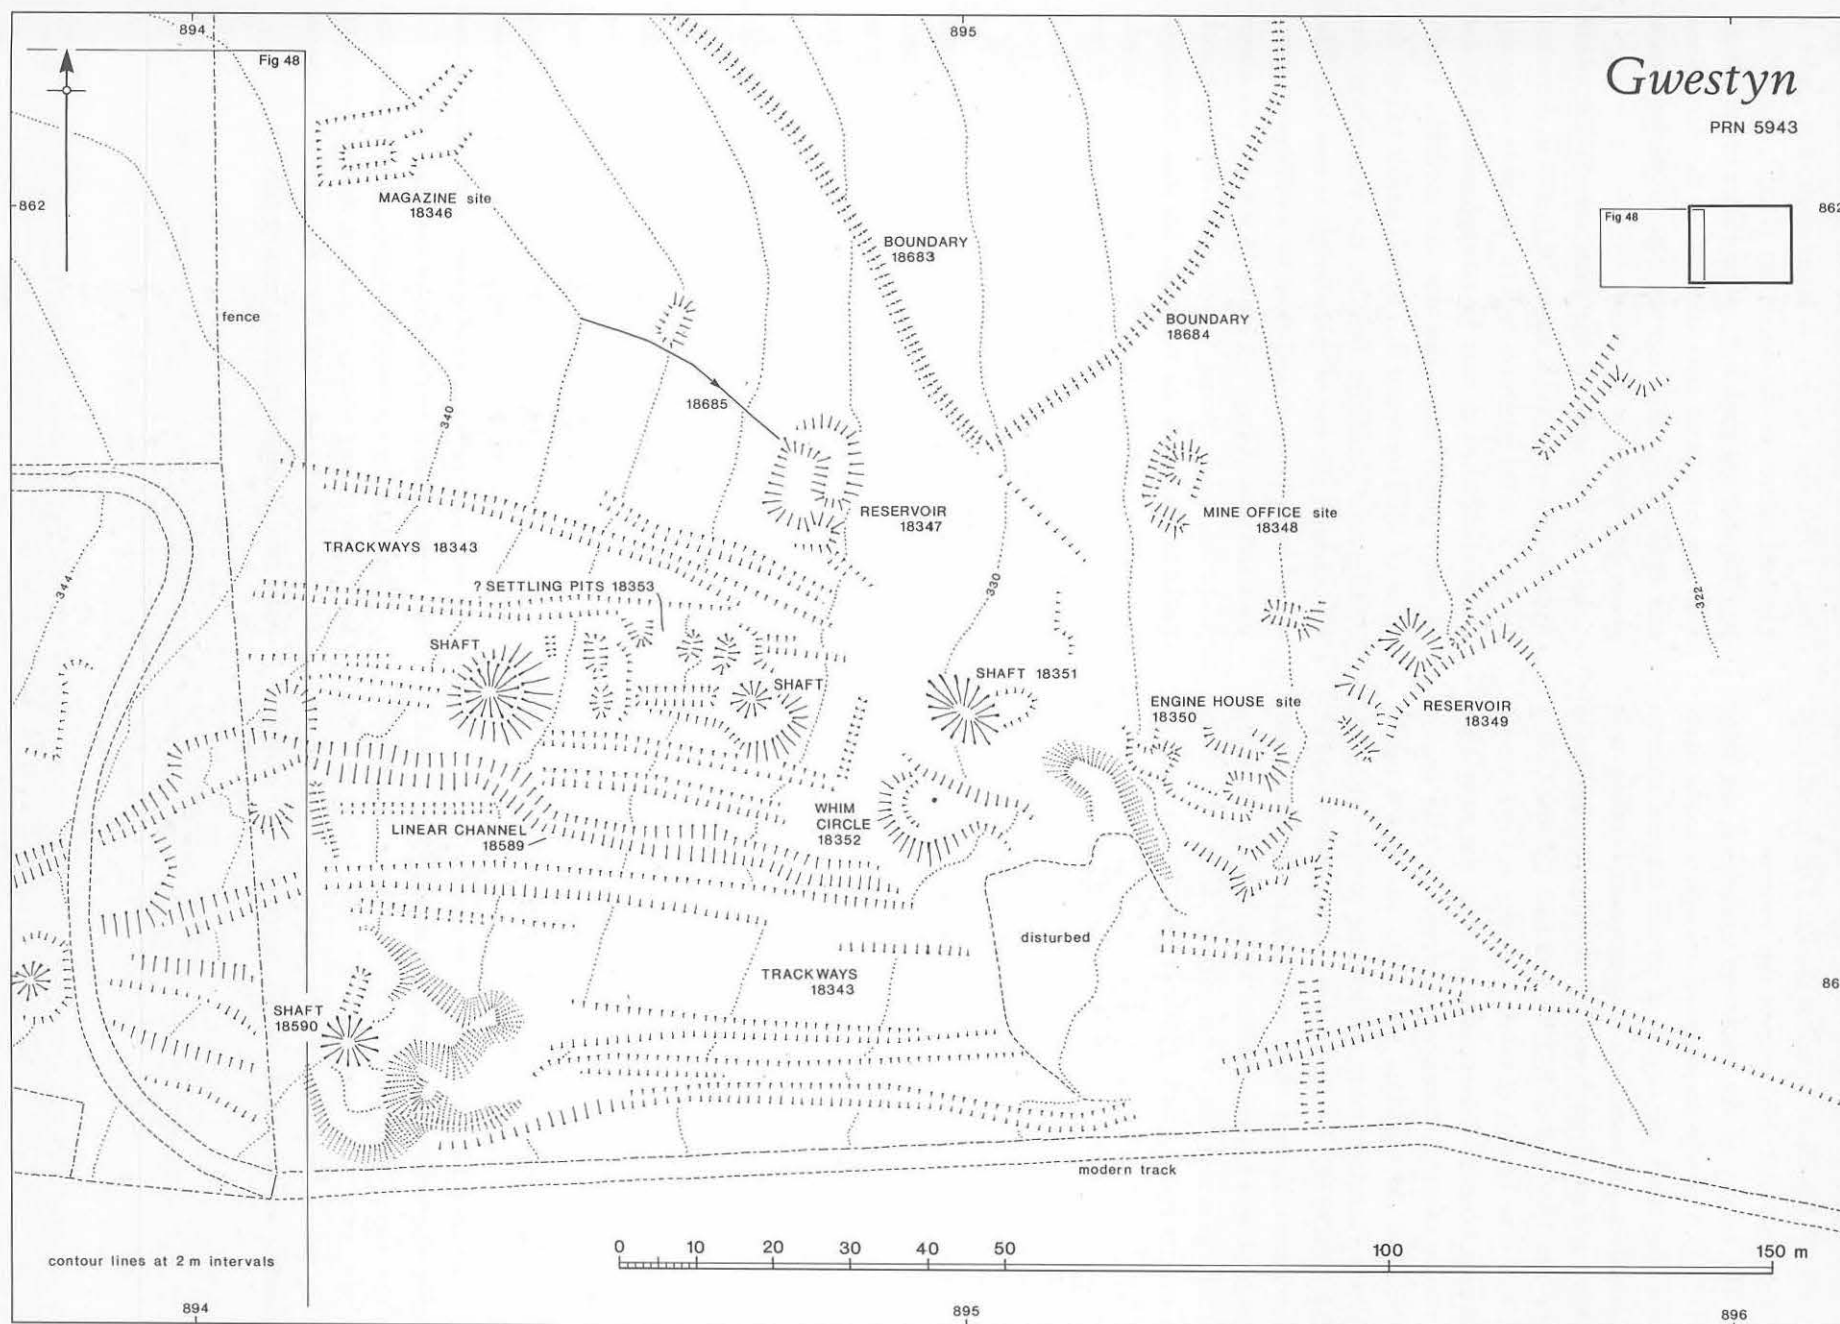 894
895
Fig 48
Gwestyn
PRN 5943
MAGAZINE site
18346
862
862
Fig 48
BOUNDARY
18683
fence
BOUNDARY
18684
340
18685
RESERVOIR
18347
MINE OFFICE site
18348
TRACKWAYS 18343
344
? SETTLING PITS 18353
330
322
SHAFT
SHAFT 18351
SHAFT
ENGINE HOUSE site
18350
RESERVOIR
18349
WHIM
CIRCLE
18352
LINEAR CHANNEL
18589
disturbed
TRACKWAYS
18343
86
SHAFT
18590
modern track
contour lines at 2 m intervals
0 10 20 30 40 50 100 150 m
894
895
896